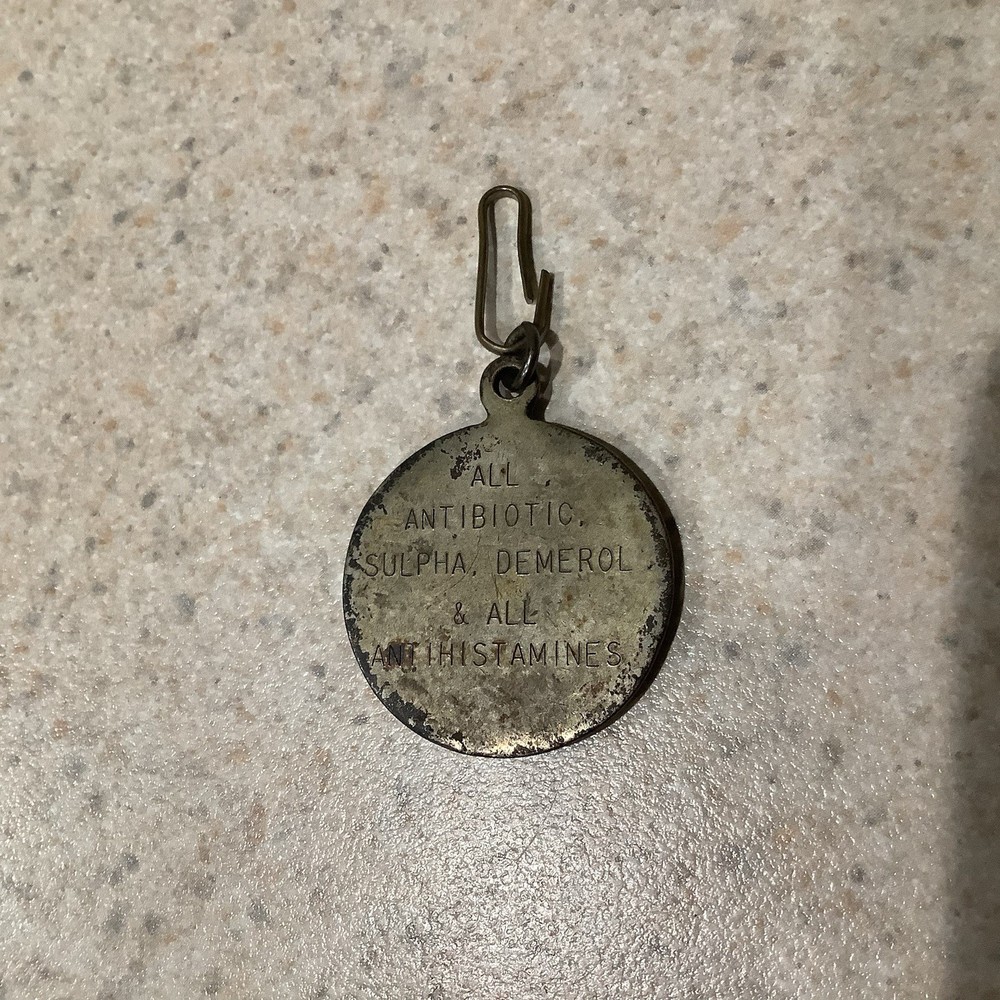 ALL
ANTIBIOTIC,
SULPHA, DEMEROL
& ALL
ANTIHISTAMINES